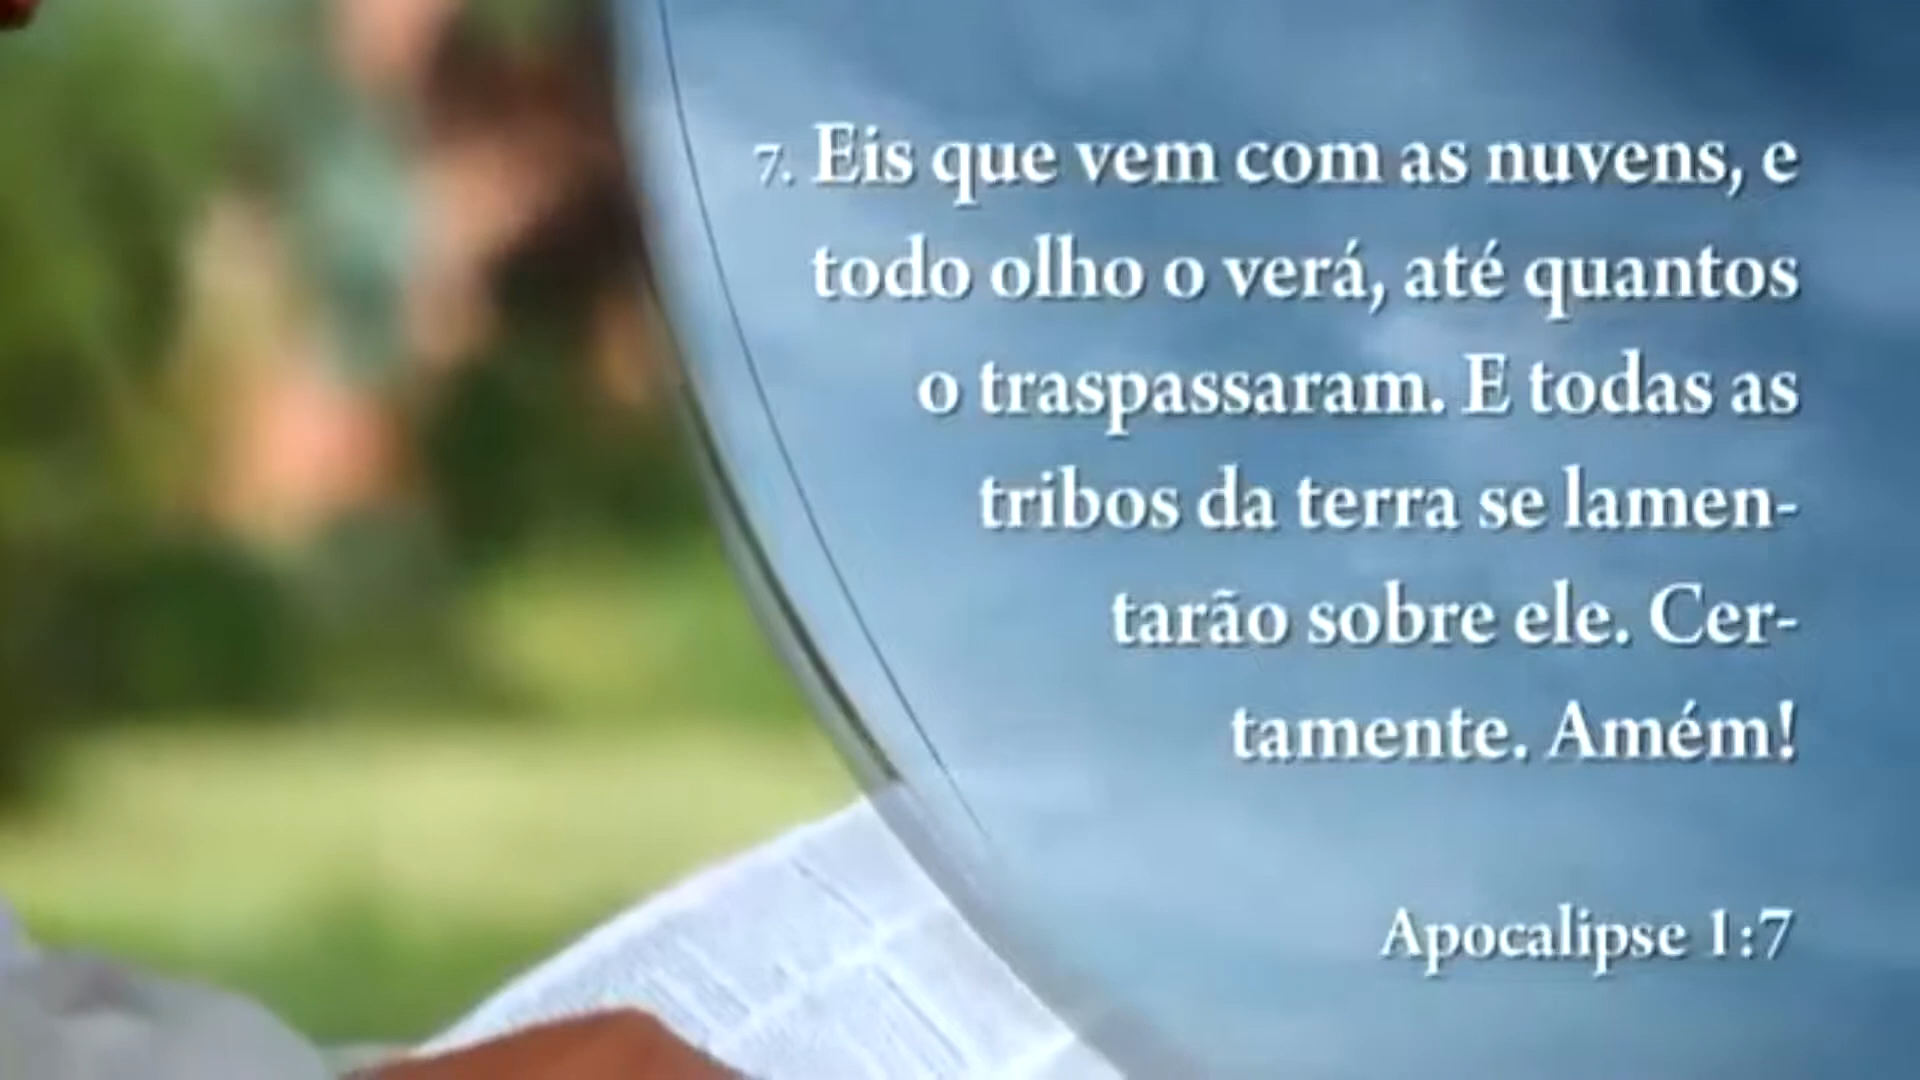 7. Eis que vem com as nuvens, e
todo olho o verá, até quantos
o traspassaram. E todas as
tribos da terra se lamen-
tarão sobre ele. Cer-
tamente. Amém!
Apocalipse 1:7